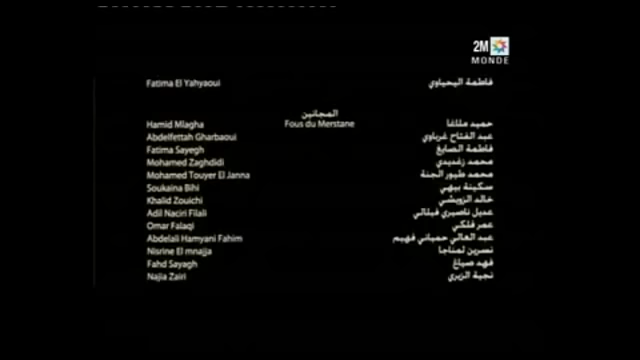 2M
MONDE
Fatima El Yahyaoui فاطمة اليحياوي
المجانين
Fous du Merstane
Hamid Mlagha حميد ملاغا
Abdelfettah Gharbaoui عبد الفتاح غرباوي
Fatima Sayegh فاطمة الصايغ
Mohamed Zaghdidi محمد زغديدي
Mohamed Touyer El Janna محمد طيور الجنة
Soukaina Bihi سكينة بيهي
Khalid Zouichi خالد الزويشي
Adil Naciri Filali عديل ناصيري فيلالي
Omar Falaqi عمر فلكي
Abdelali Hamyani Fahim عبد العالي حمياني فهيم
Nisrine El mnajja نسرين لمناجا
Fahd Sayagh فهد صياغ
Najia Zairi نجية الزيري